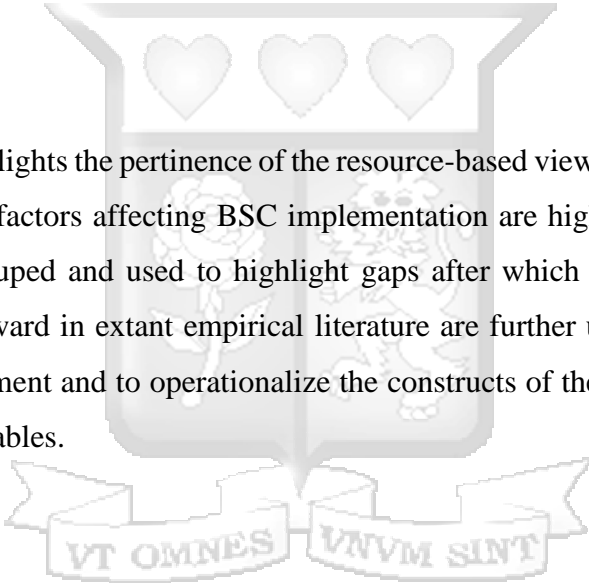 lights the pertinence of the resource-based view
factors affecting BSC implementation are hig
uped and used to highlight gaps after which
ward in extant empirical literature are further u
ment and to operationalize the constructs of the
ables.
VT OMNES VNVM SINT